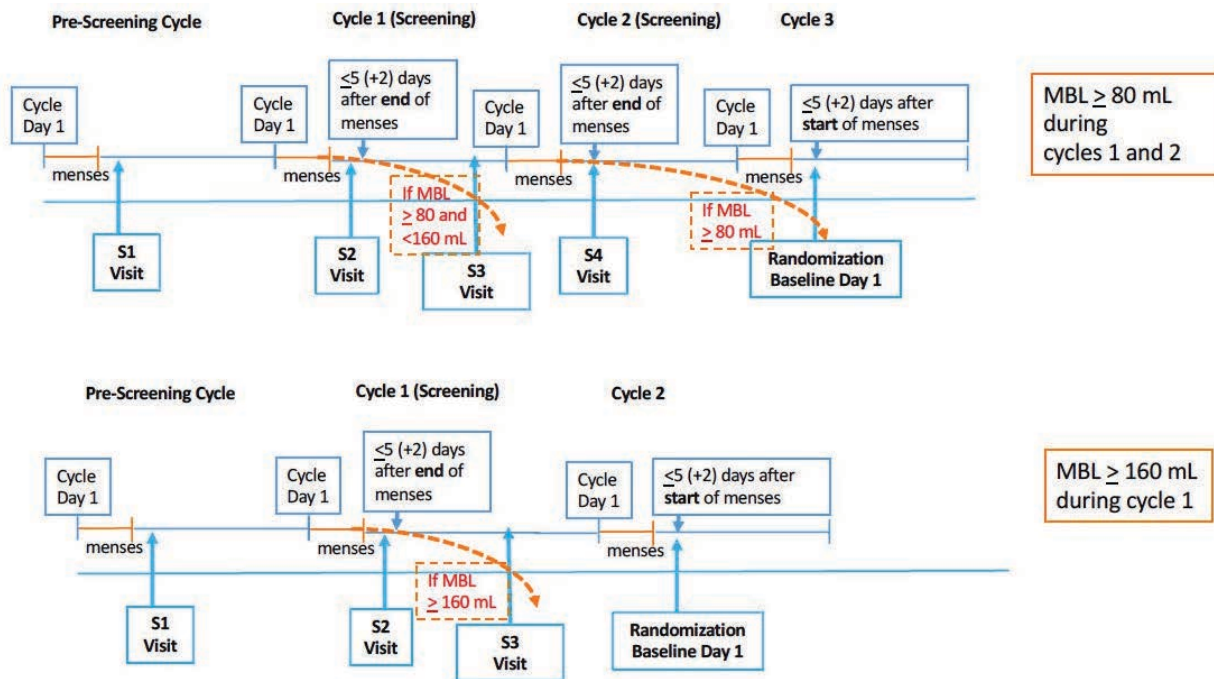 Pre-Screening Cycle
Cycle 1 (Screening)
Cycle 2 (Screening)
Cycle 3
Cycle
Day 1
Cycle
Day 1
≤5 (+2) days
after end of
menses
Cycle
Day 1
≤5 (+2) days
after end of
menses
Cycle
Day 1
≤5 (+2) days after
start of menses
MBL ≥ 80 mL
during
cycles 1 and 2
menses
menses
menses
menses
If MBL
≥ 80 and
<160 mL
If MBL
≥ 80 mL
S1
Visit
S2
Visit
S3
Visit
S4
Visit
Randomization
Baseline Day 1
Pre-Screening Cycle
Cycle 1 (Screening)
Cycle 2
Cycle
Day 1
Cycle
Day 1
≤5 (+2) days
after end of
menses
Cycle
Day 1
≤5 (+2) days after
start of menses
MBL ≥ 160 mL
during cycle 1
menses
menses
menses
If MBL
≥ 160 mL
S1
Visit
S2
Visit
S3
Visit
Randomization
Baseline Day 1